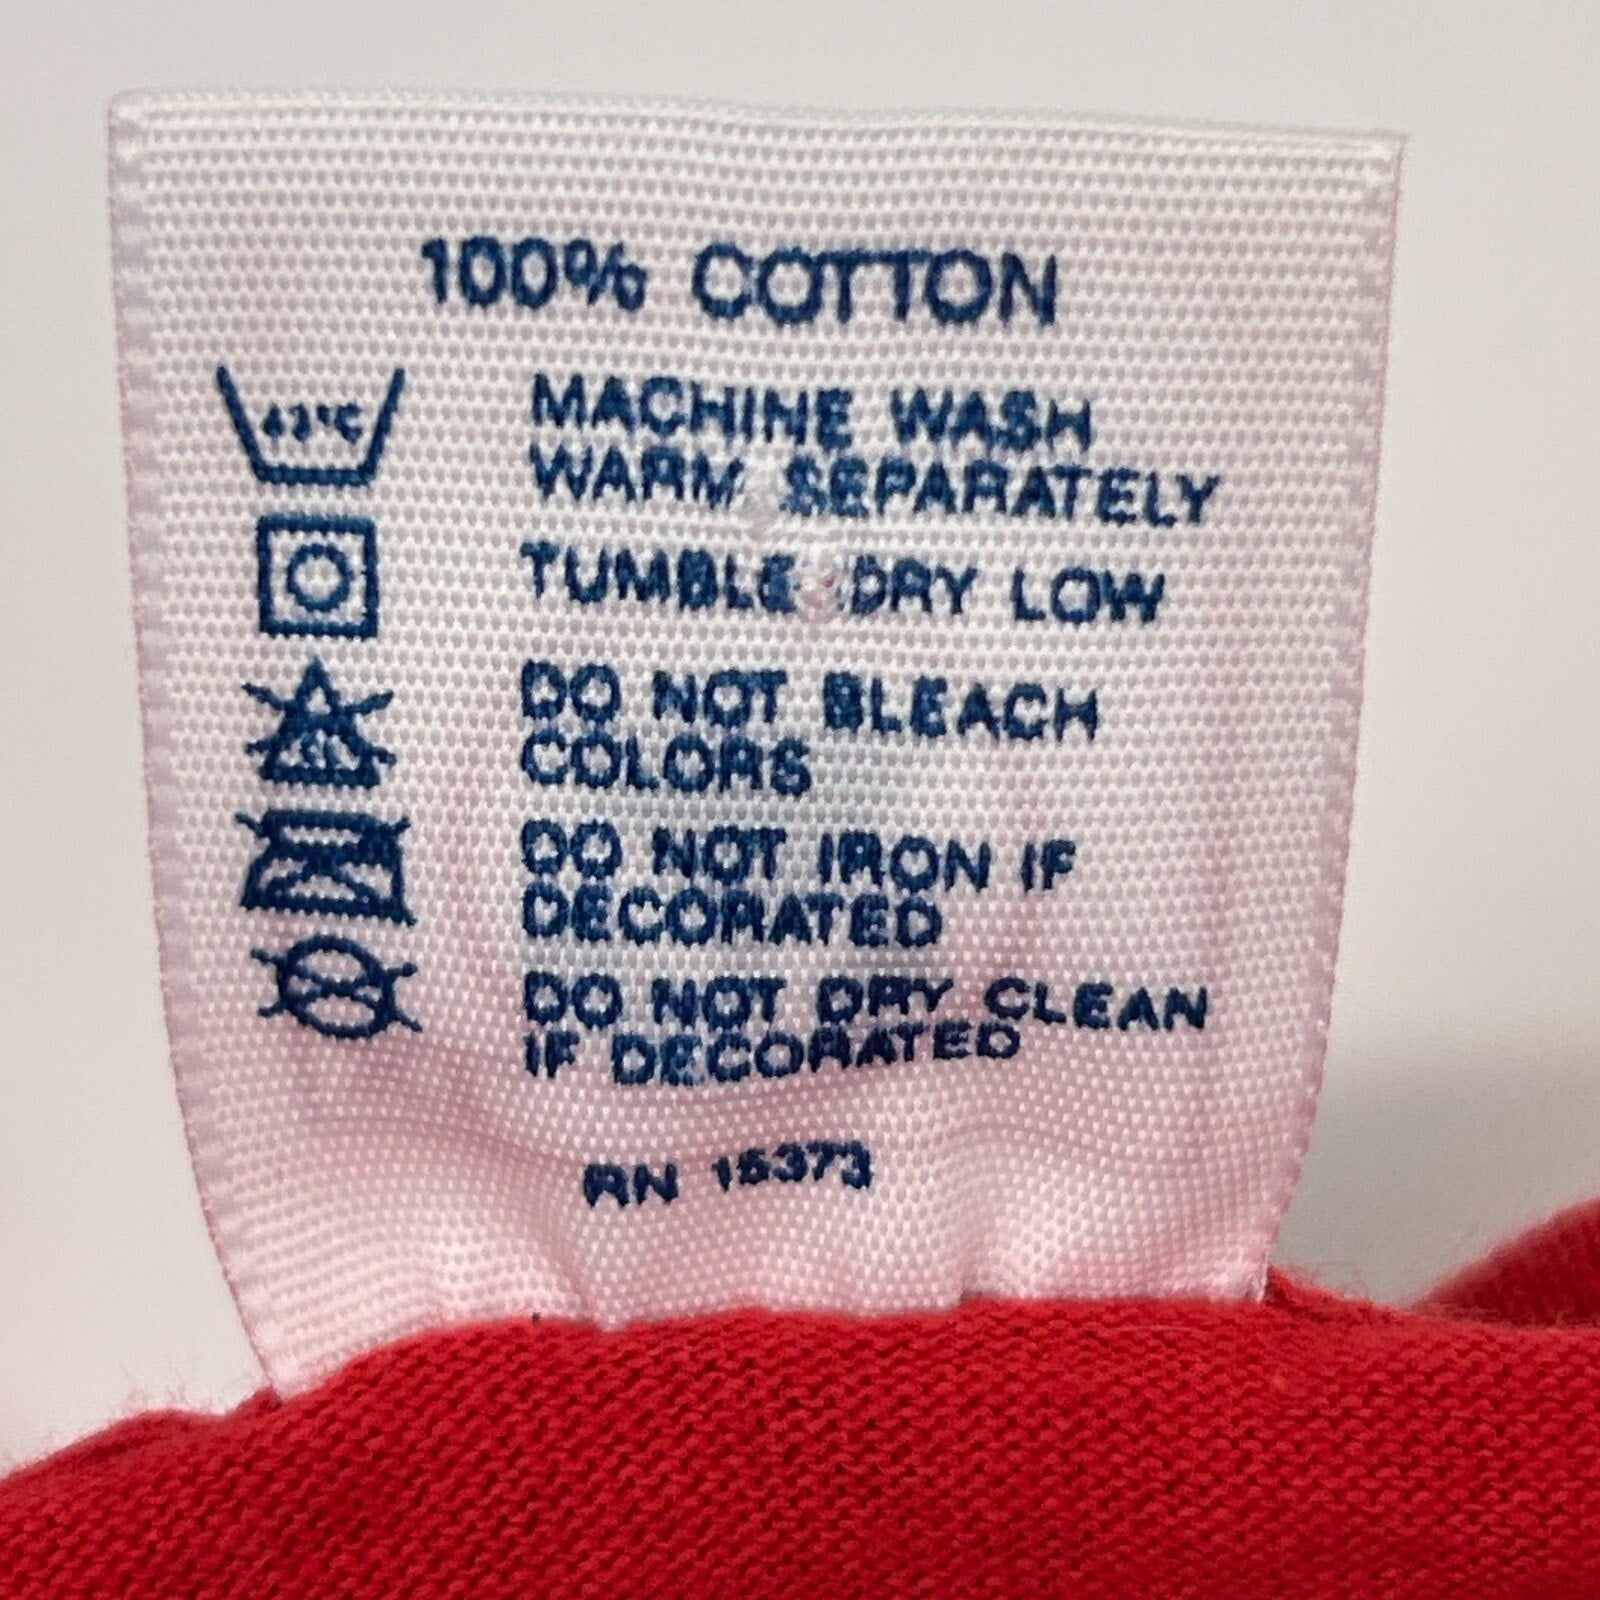 100% COTTON
MACHINE WASH
WARM SEPARATELY
TUMBLE DRY LOW
DO NOT BLEACH
COLORS
DO NOT IRON IF
DECORATED
DO NOT DRY CLEAN
IF DECORATED
RN 15373